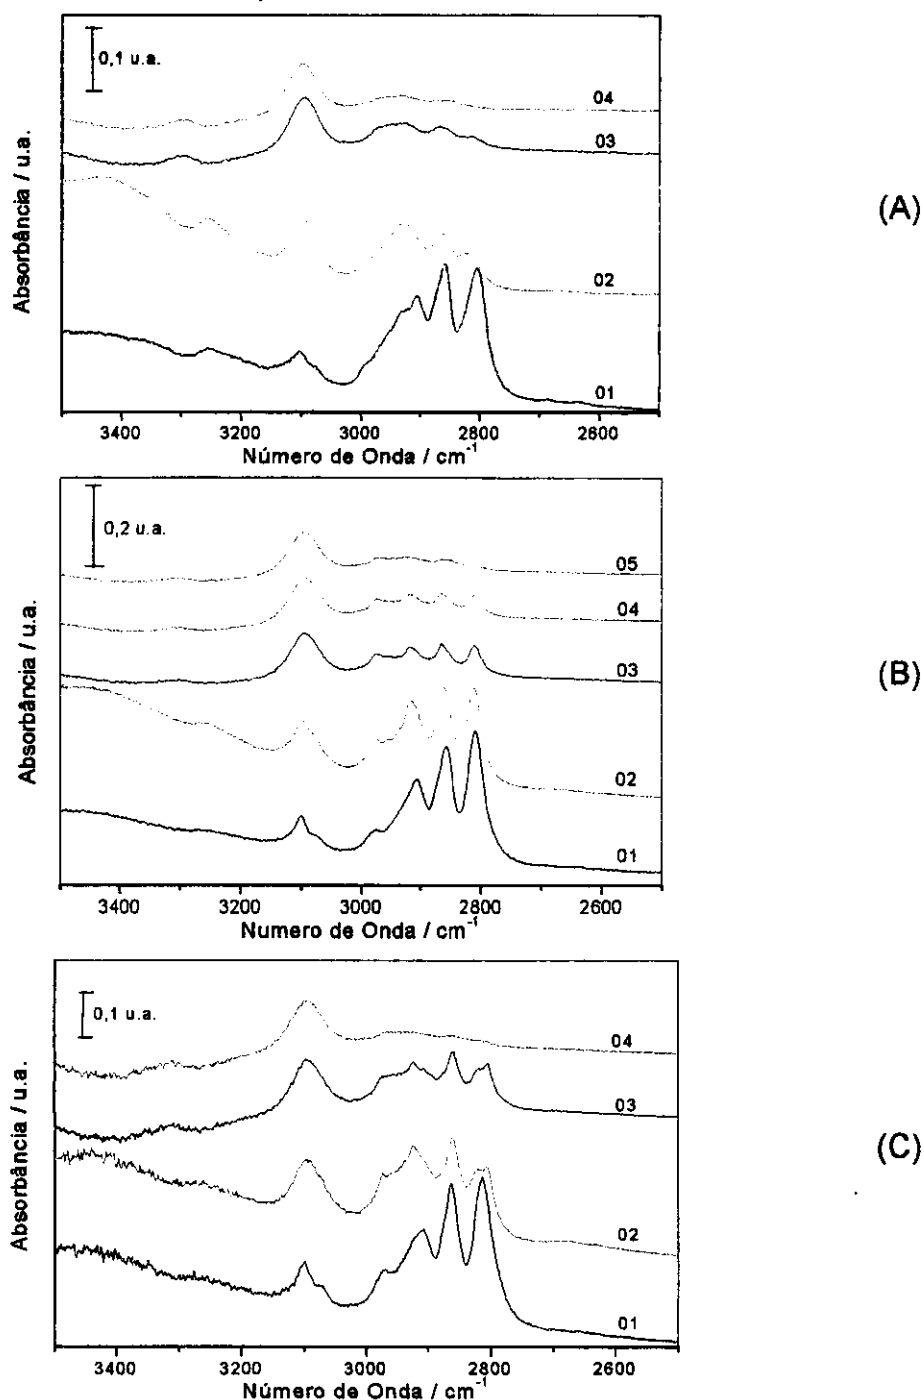 0,1 u.a.
04
03
02
01
Absorbância / u.a.
3400 3200 3000 2800 2600
Número de Onda / cm-1
(A)
0,2 u.a.
05
04
03
02
01
Absorbância / u.a.
3400 3200 3000 2800 2600
Numero de Onda / cm-1
(B)
0,1 u.a.
04
03
02
01
Absorbância / u.a.
3400 3200 3000 2800 2600
Número de Onda / cm-1
(C)